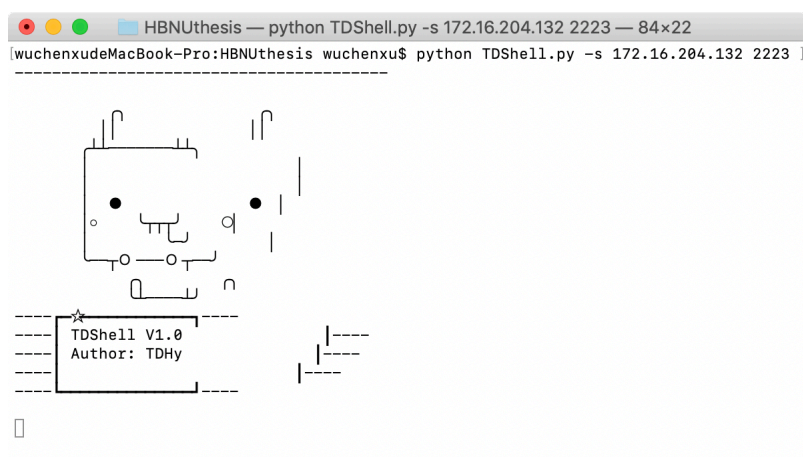 HBNUthesis — python TDShell.py -s 172.16.204.132 2223 — 84×22
[wuchenxudeMacBook-Pro:HBNUthesis wuchenxu$ python TDShell.py -s 172.16.204.132 2223 ]
TDShell V1.0
Author: TDHy